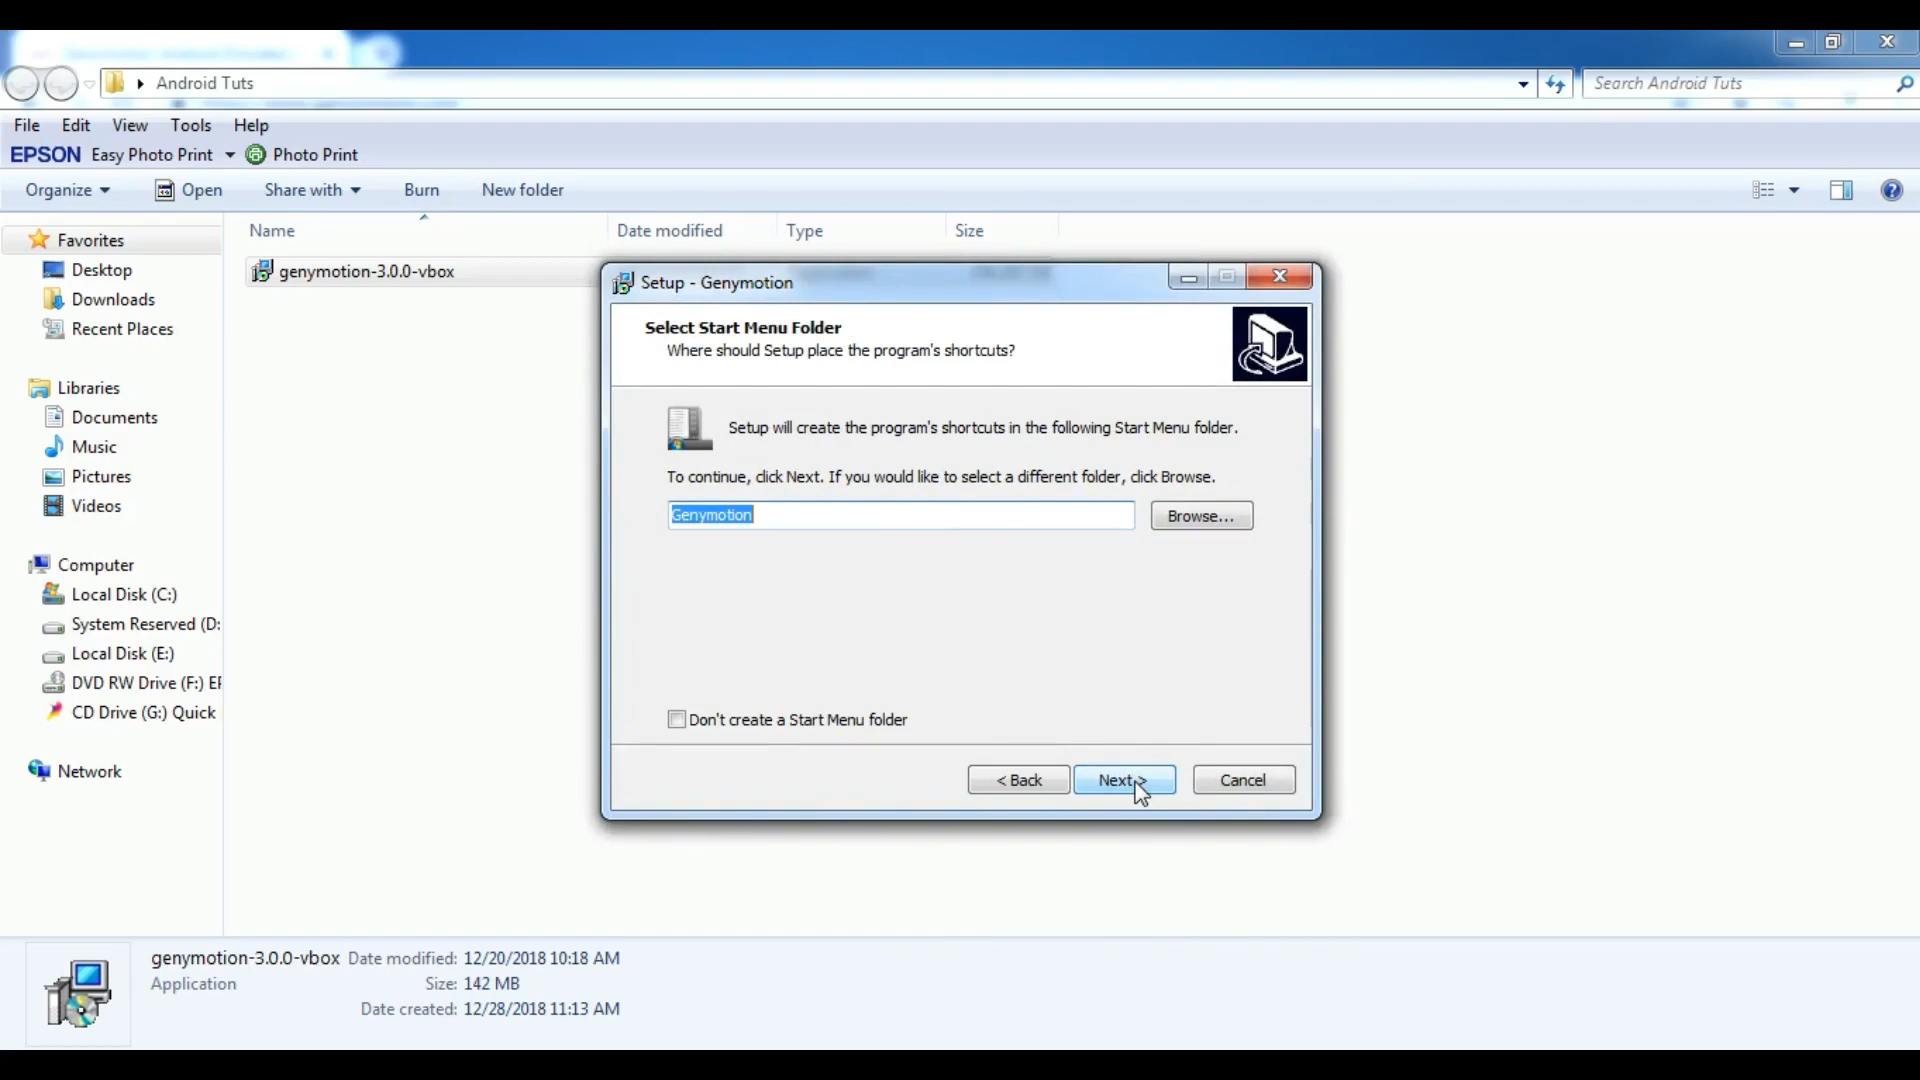 Android Tuts
Search Android Tuts
File Edit View Tools Help
EPSON Easy Photo Print Photo Print
Organize Open Share with Burn New folder
Name Date modified Type Size
Favorites
Desktop
Downloads
Recent Places
Libraries
Documents
Music
Pictures
Videos
Computer
Local Disk (C:)
System Reserved (D:
Local Disk (E:)
DVD RW Drive (F:) EP
CD Drive (G:) Quick
Network
genymotion-3.0.0-vbox
Setup - Genymotion
Select Start Menu Folder
Where should Setup place the program's shortcuts?
Setup will create the program's shortcuts in the following Start Menu folder.
To continue, click Next. If you would like to select a different folder, click Browse.
Genymotion
Browse...
Don't create a Start Menu folder
< Back Next > Cancel
genymotion-3.0.0-vbox Date modified: 12/20/2018 10:18 AM
Application Size: 142 MB
Date created: 12/28/2018 11:13 AM